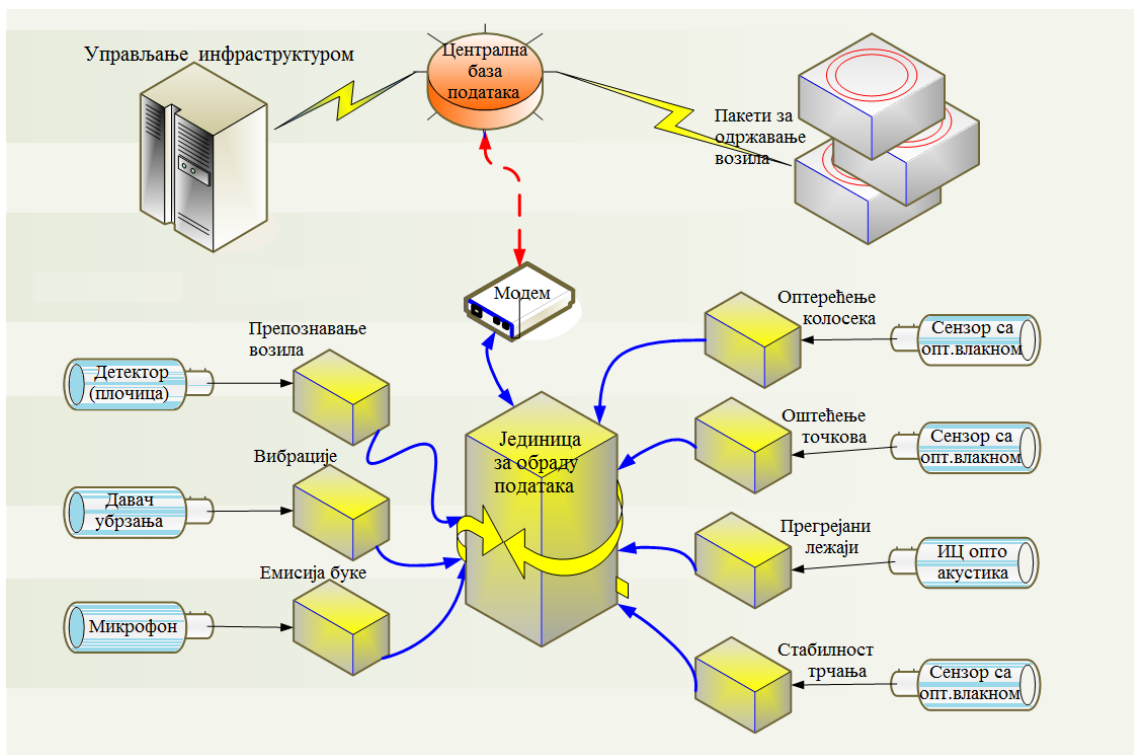 Управљање инфраструктуром
Централна
база
података
Пакети за
одржавање
возила
Модем
Препознавање
возила
Детектор
(плочица)
Вибрације
Давач
убрзања
Емисија буке
Микрофон
Јединица
за обраду
података
Оптерећење
колосека
Сензор са
опт.влакном
Оштећење
точкова
Сензор са
опт.влакном
Прегрејани
лежаји
ИЦ опто
акустика
Стабилност
трчања
Сензор са
опт.влакном